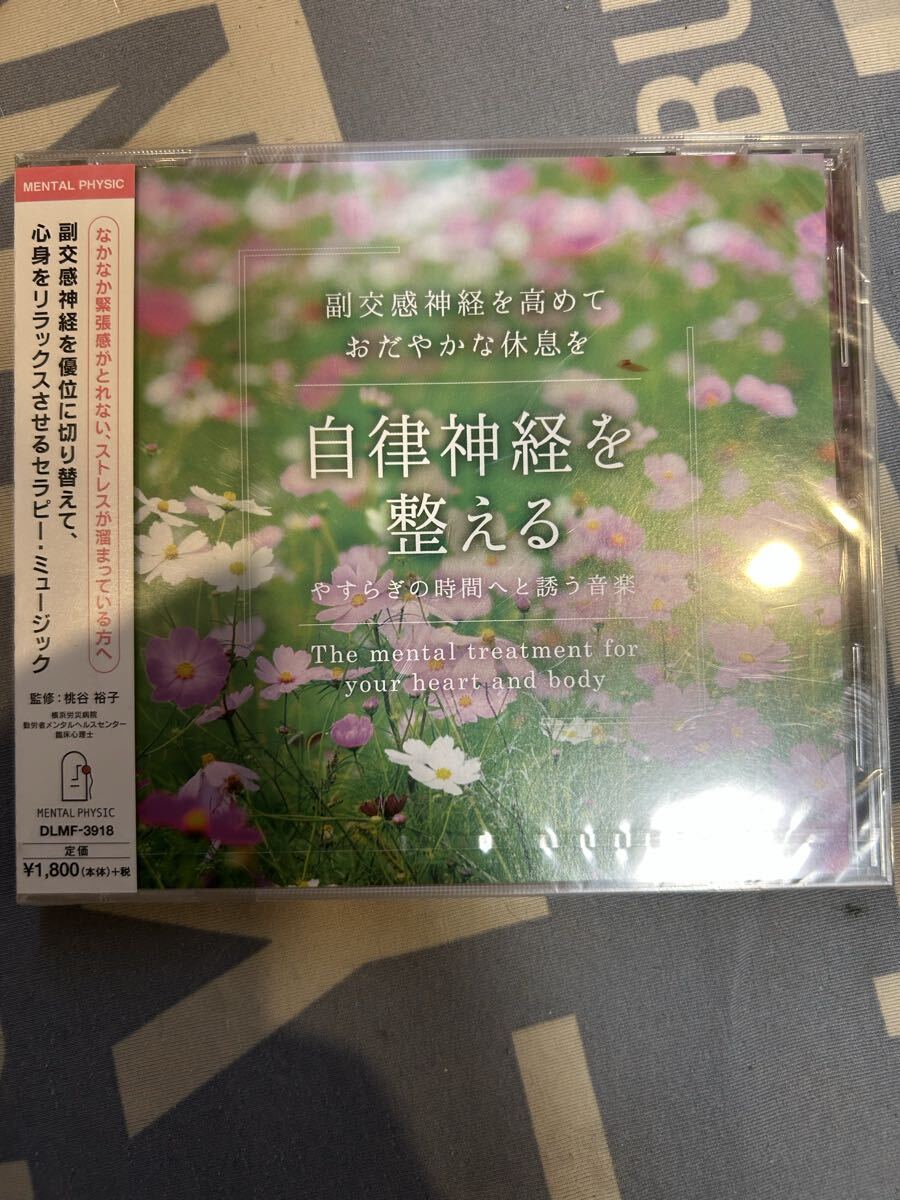 MENTAL PHYSIC
なかなか緊張感がとれない、ストレスが溜まっている方へ
副交感神経を優位に切り替えて、
心身をリラックスさせるセラピー・ミュージック
監修：桃谷 裕子
横浜労災病院
勤労者メンタルヘルスセンター
臨床心理士
MENTAL PHYSIC
DLMF-3918
定価
¥1,800（本体）+税
副交感神経を高めて
おだやかな休息を
自律神経を
整える
やすらぎの時間へと誘う音楽
The mental treatment for
your heart and body
BU